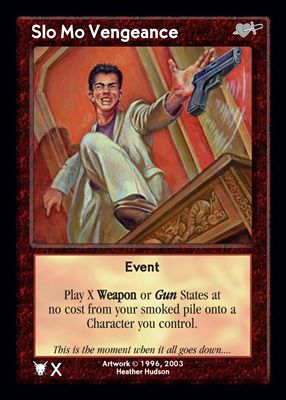 Slo Mo Vengeance
Event
Play X Weapon or Gun States at
no cost from your smoked pile onto a
Character you control.
This is the moment when it all goes down....
X
Artwork © 1996, 2003
Heather Hudson